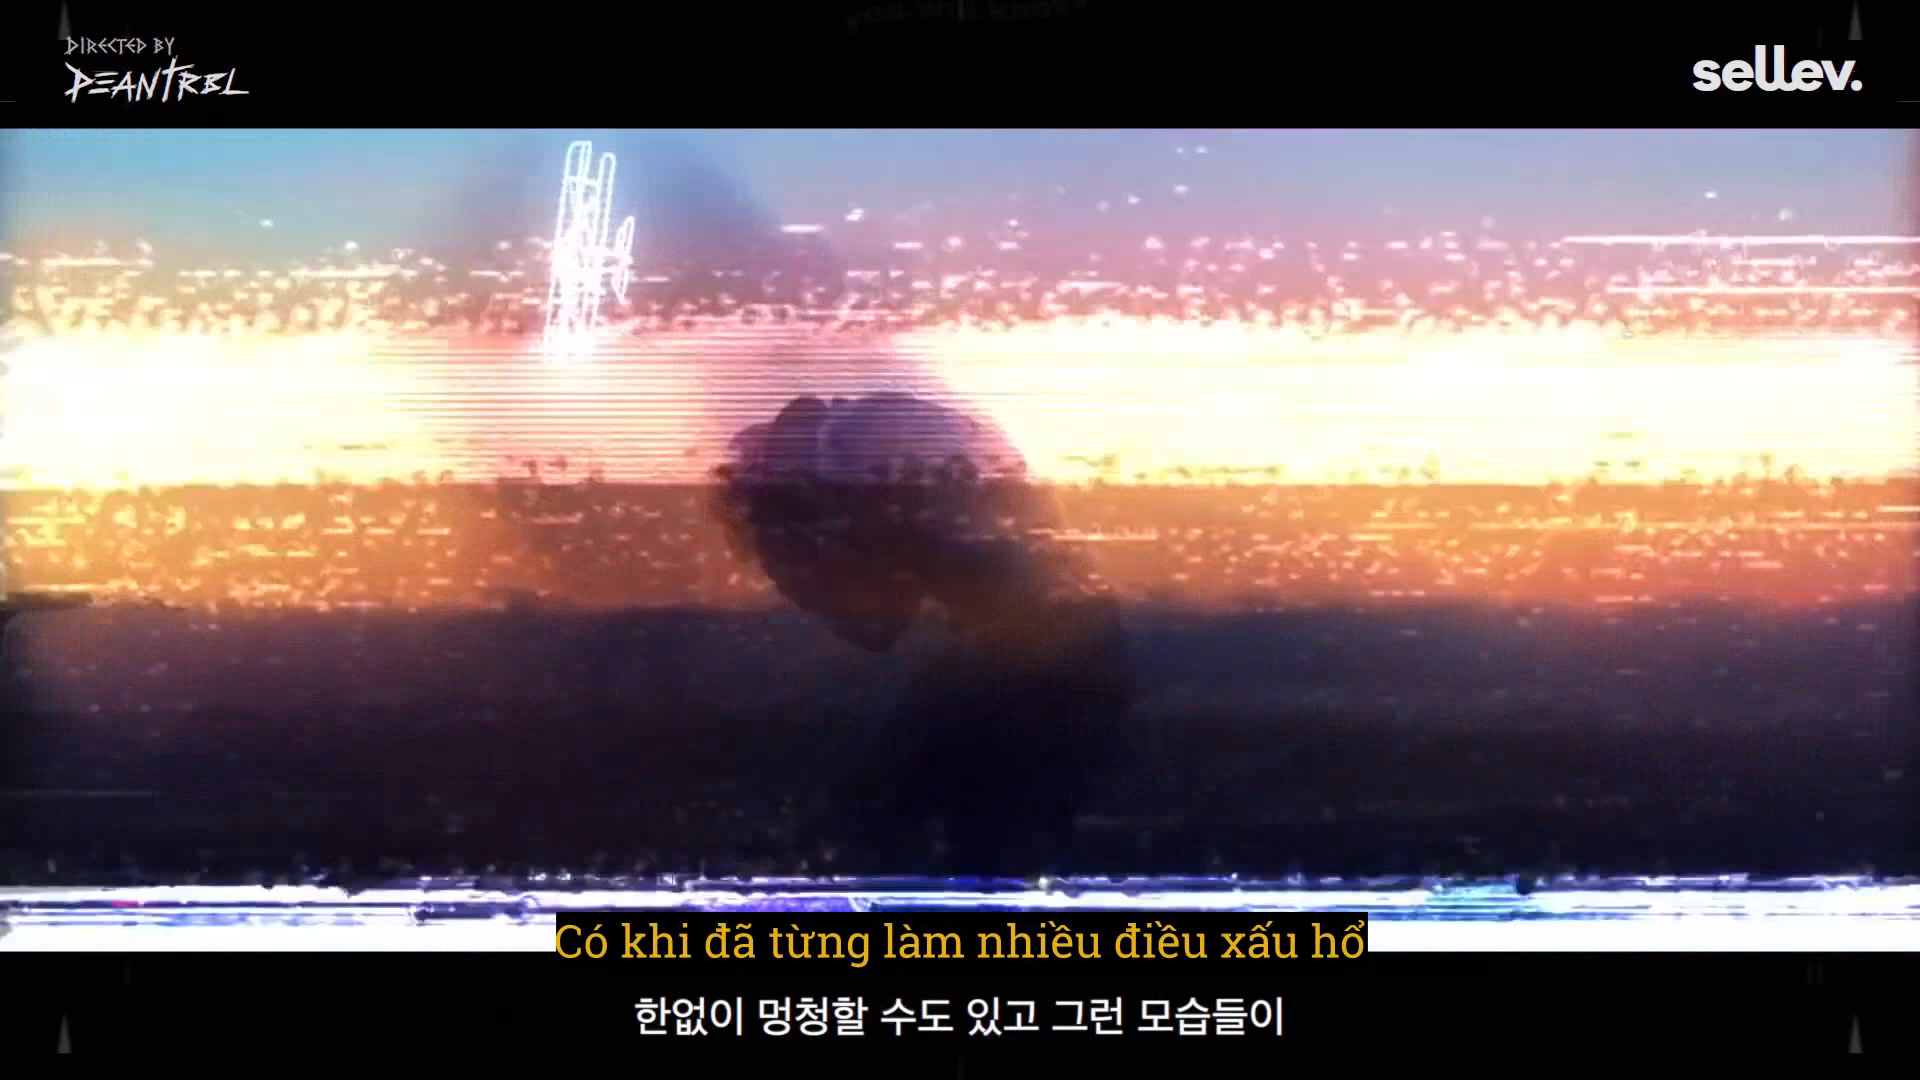 DIRECTED BY
DEANTRBL
sellev.
Có khi đã từng làm nhiều điều xấu hổ
한없이 멍청할 수도 있고 그런 모습들이